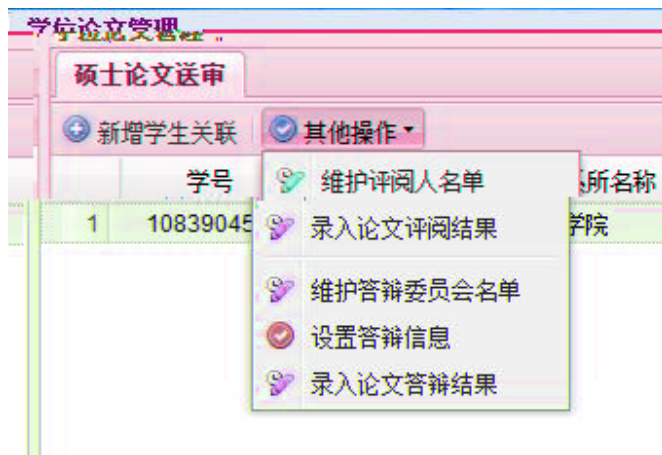 学位论文管理
硕士论文送审
新增学生关联 其他操作
学号 所名称
1 10839045 学院
维护评阅人名单
录入论文评阅结果
维护答辩委员会名单
设置答辩信息
录入论文答辩结果